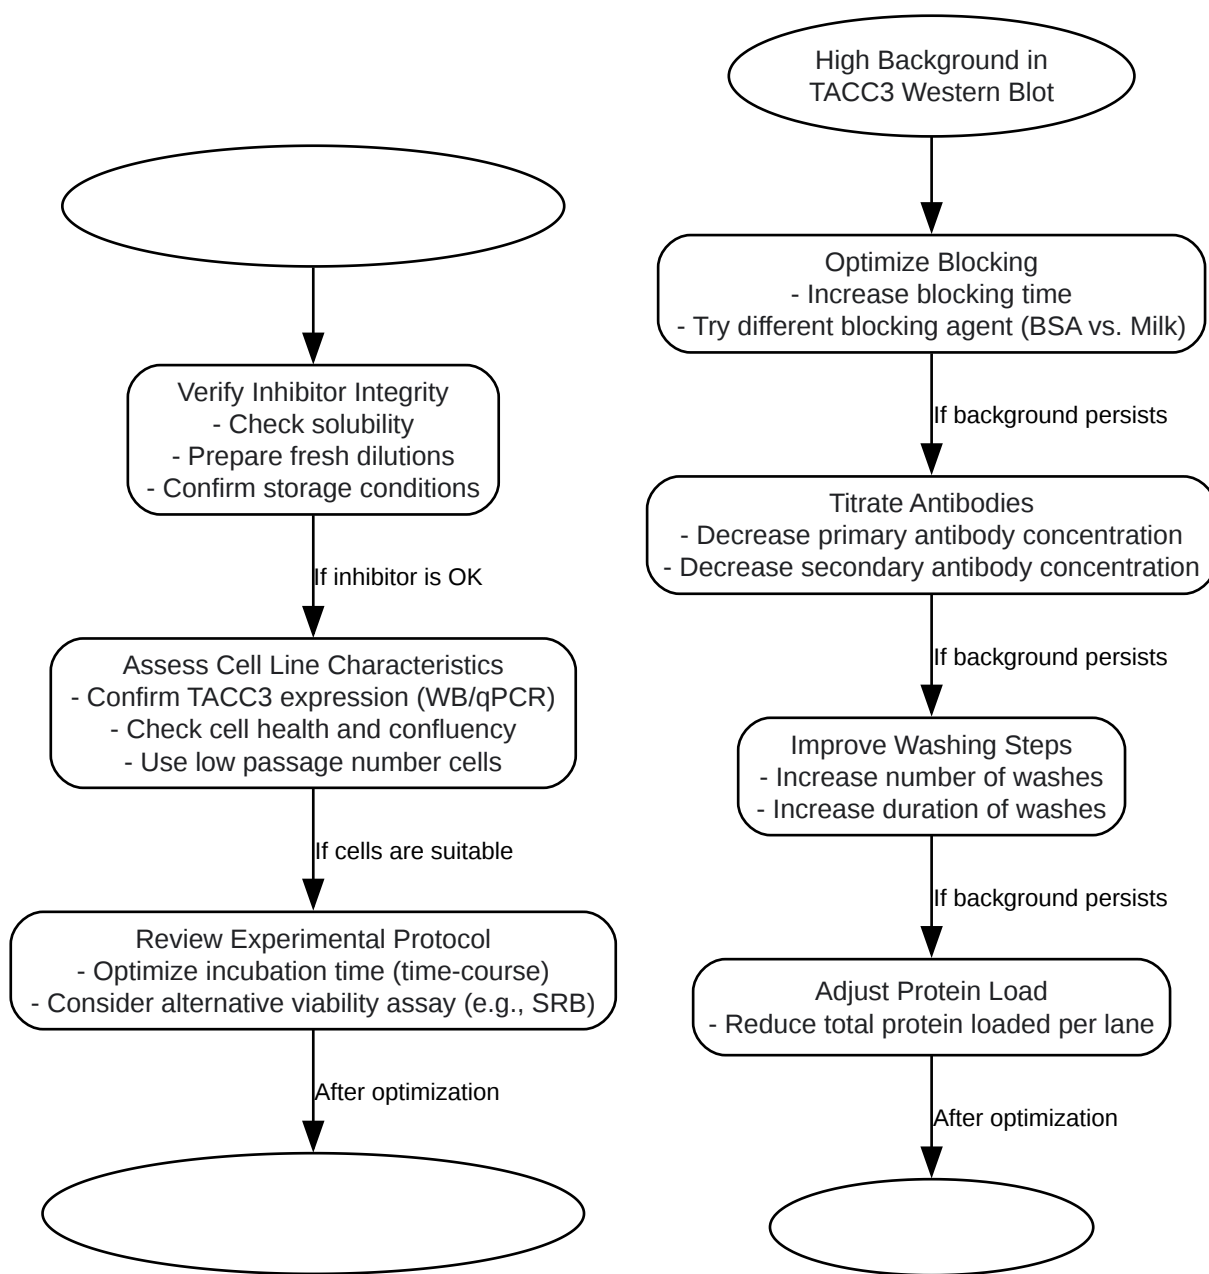 Verify Inhibitor Integrity
- Check solubility
- Prepare fresh dilutions
- Confirm storage conditions
If inhibitor is OK
Assess Cell Line Characteristics
- Confirm TACC3 expression (WB/qPCR)
- Check cell health and confluency
- Use low passage number cells
If cells are suitable
Review Experimental Protocol
- Optimize incubation time (time-course)
- Consider alternative viability assay (e.g., SRB)
After optimization
High Background in
TACC3 Western Blot
Optimize Blocking
- Increase blocking time
- Try different blocking agent (BSA vs. Milk)
If background persists
Titrate Antibodies
- Decrease primary antibody concentration
- Decrease secondary antibody concentration
If background persists
Improve Washing Steps
- Increase number of washes
- Increase duration of washes
If background persists
Adjust Protein Load
- Reduce total protein loaded per lane
After optimization